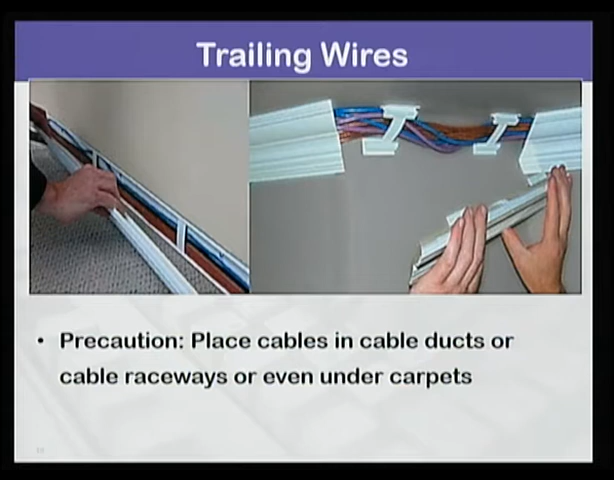 Trailing Wires
• Precaution: Place cables in cable ducts or
cable raceways or even under carpets